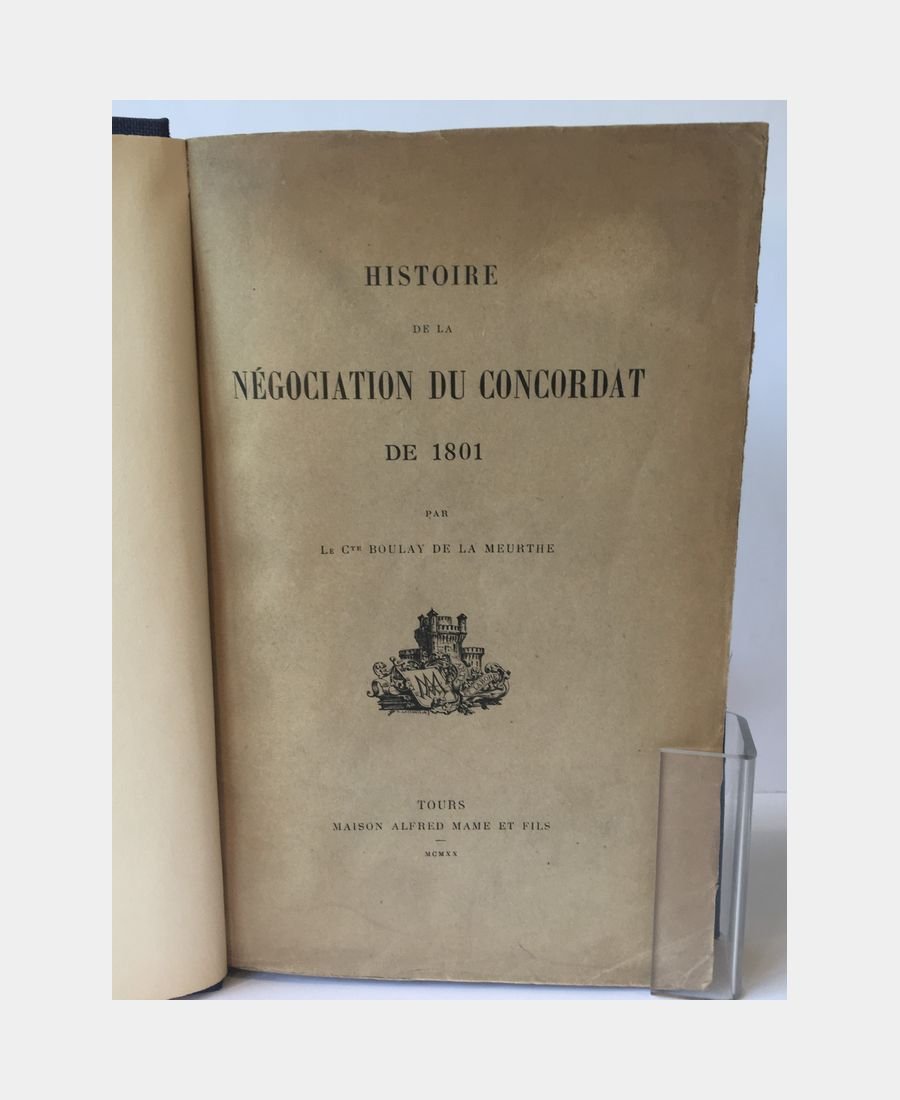 HISTOIRE
DE LA
NÉGOCIATION DU CONCORDAT
DE 1801
PAR
LE CTE BOULAY DE LA MEURTHE
TOURS
MAISON ALFRED MAME ET FILS
MCMXX